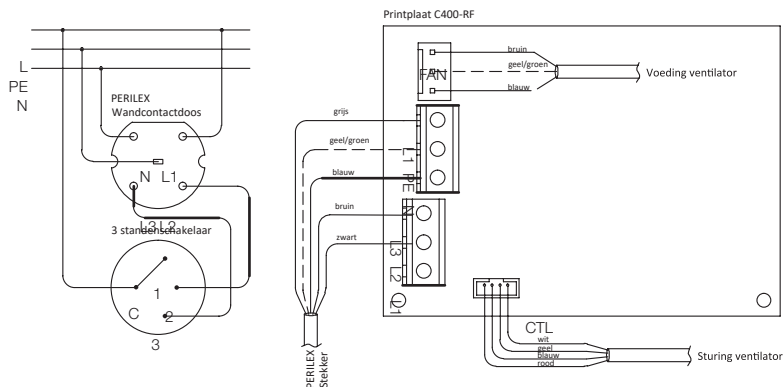 Printplaat C400-RF
L
PE
N
PERILEX
Wandcontactdoos
N L1
L3 L2
3 standenschakelaar
1
C
2
3
FAN
bruin
geel/groen
blauw
Voeding ventilator
grijs
geel/groen
blauw
bruin
zwart
L1
PE
N
L3
L2
L1
PERILEX
Stekker
CTL
wit
geel
blauw
rood
Sturing ventilator